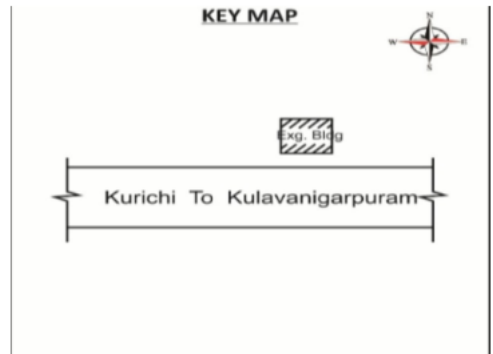 KEY MAP
N
W E
S
Exg. Bldg
Kurichi To Kulavanigarpuram